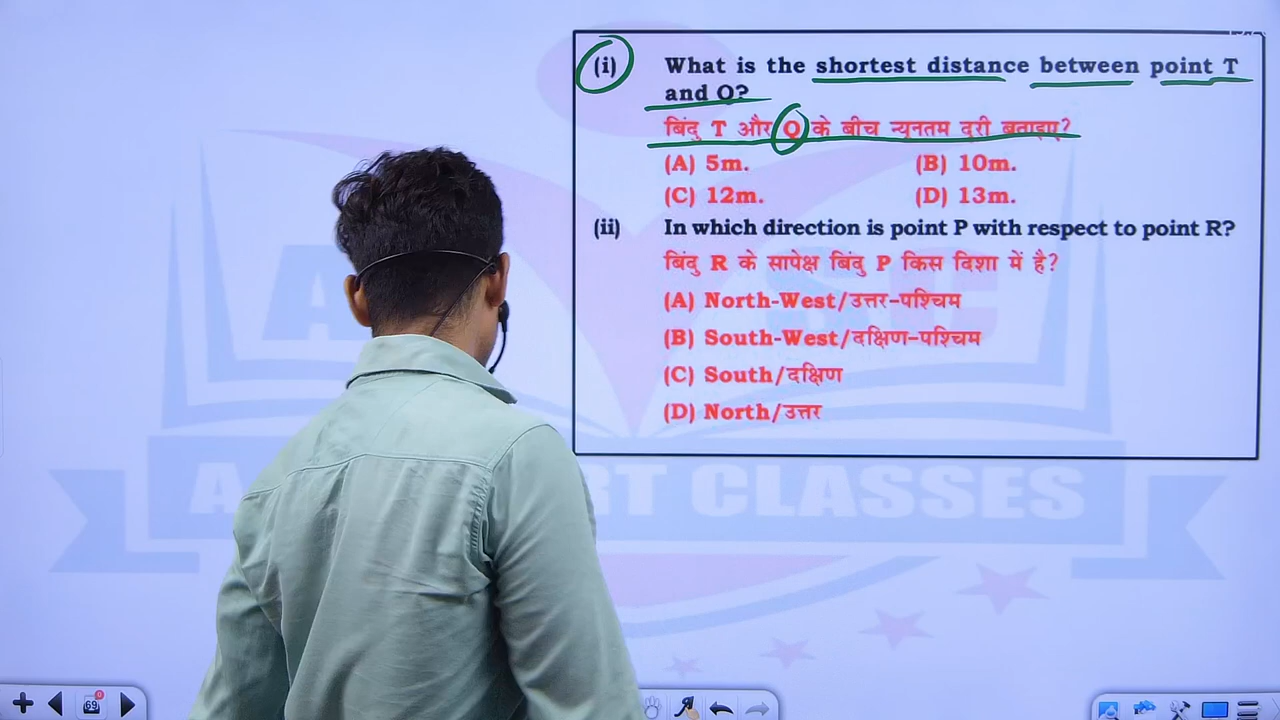 (i) What is the shortest distance between point T
and Q?
बिंदु T और Q के बीच न्यूनतम दूरी बताइए?
(A) 5m. (B) 10m.
(C) 12m. (D) 13m.
(ii) In which direction is point P with respect to point R?
बिंदु R के सापेक्ष बिंदु P किस दिशा में है?
(A) North-West/उत्तर-पश्चिम
(B) South-West/दक्षिण-पश्चिम
(C) South/दक्षिण
(D) North/उत्तर
RT CLASSES
69